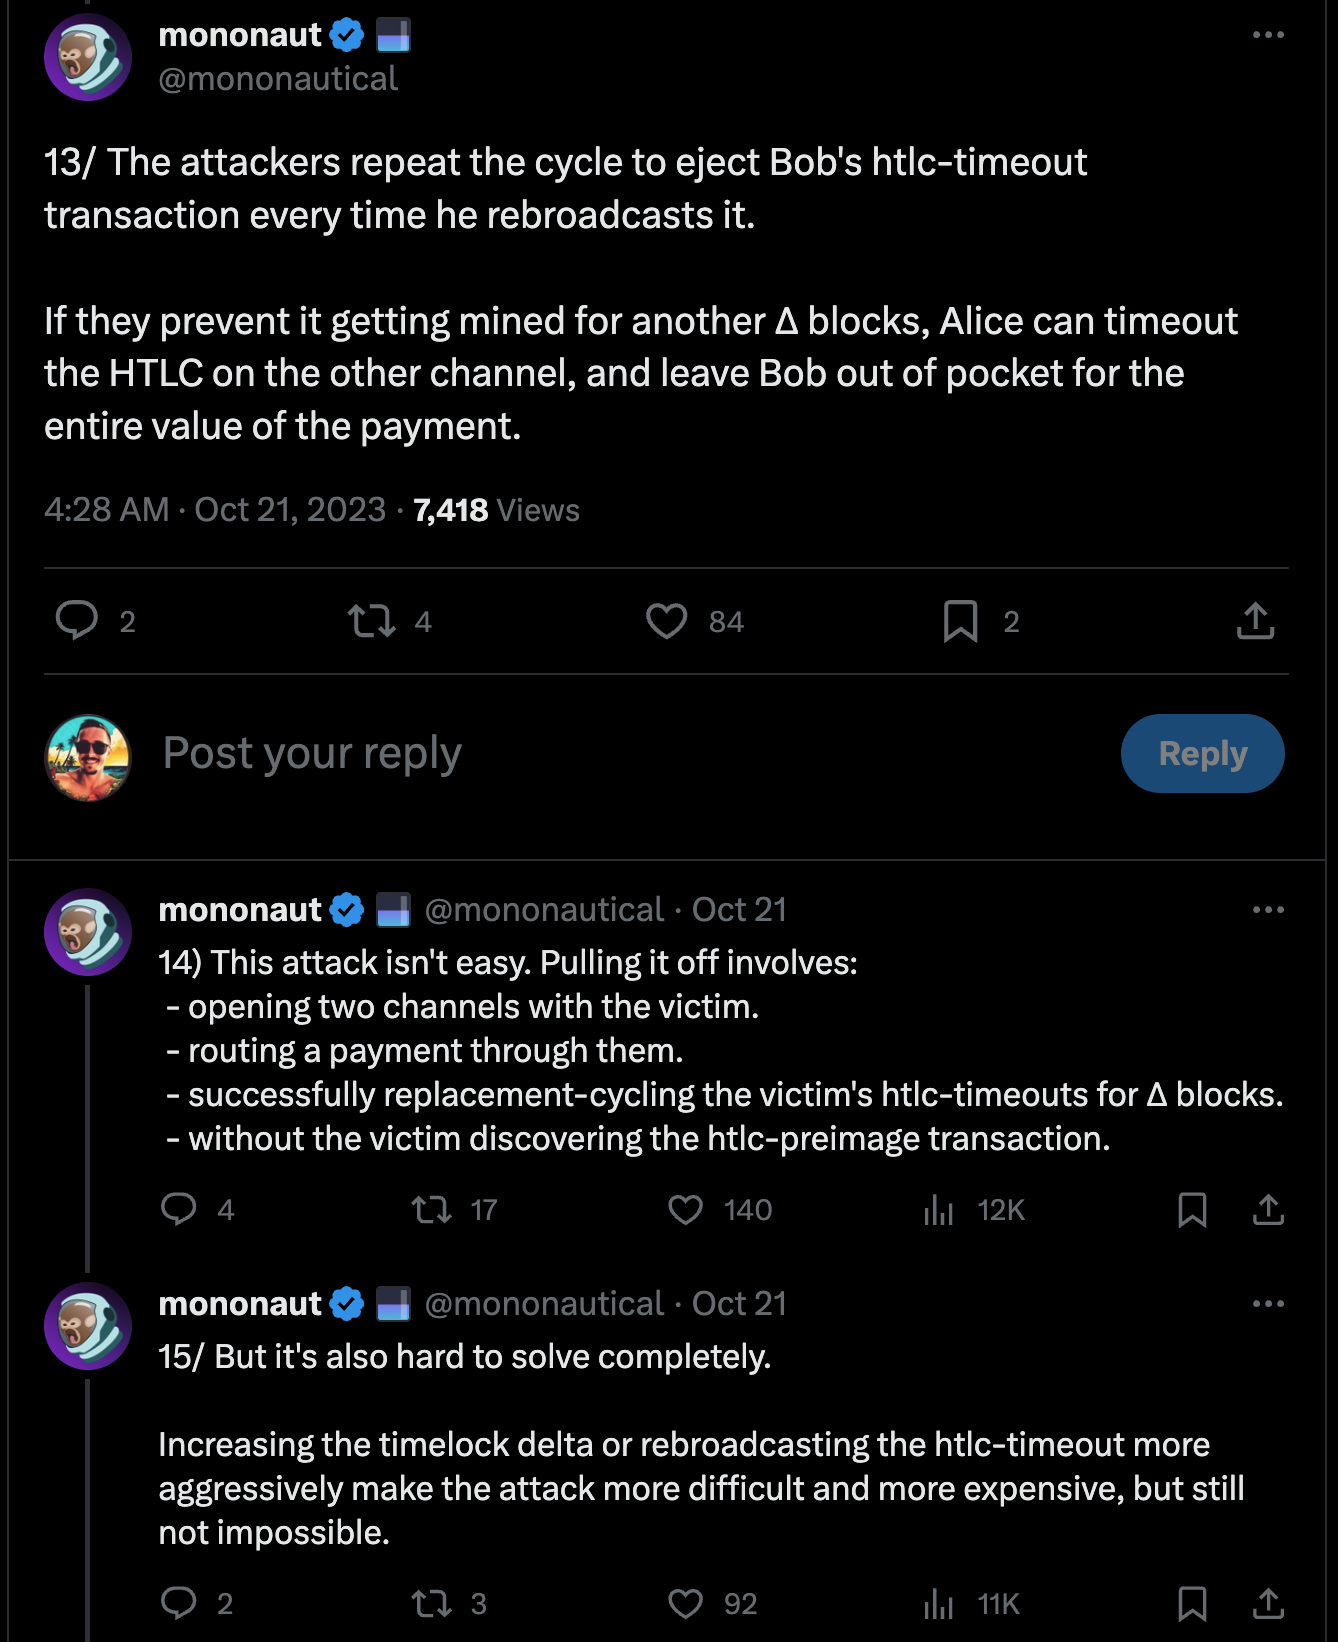 mononaut
@mononautical
13/ The attackers repeat the cycle to eject Bob's htlc-timeout
transaction every time he rebroadcasts it.
If they prevent it getting mined for another Δ blocks, Alice can timeout
the HTLC on the other channel, and leave Bob out of pocket for the
entire value of the payment.
4:28 AM · Oct 21, 2023 · 7,418 Views
2 4 84 2
Post your reply
Reply
mononaut @mononautical · Oct 21
14) This attack isn't easy. Pulling it off involves:
- opening two channels with the victim.
- routing a payment through them.
- successfully replacement-cycling the victim's htlc-timeouts for Δ blocks.
- without the victim discovering the htlc-preimage transaction.
4 17 140 12K
mononaut @mononautical · Oct 21
15/ But it's also hard to solve completely.
Increasing the timelock delta or rebroadcasting the htlc-timeout more
aggressively make the attack more difficult and more expensive, but still
not impossible.
2 3 92 11K